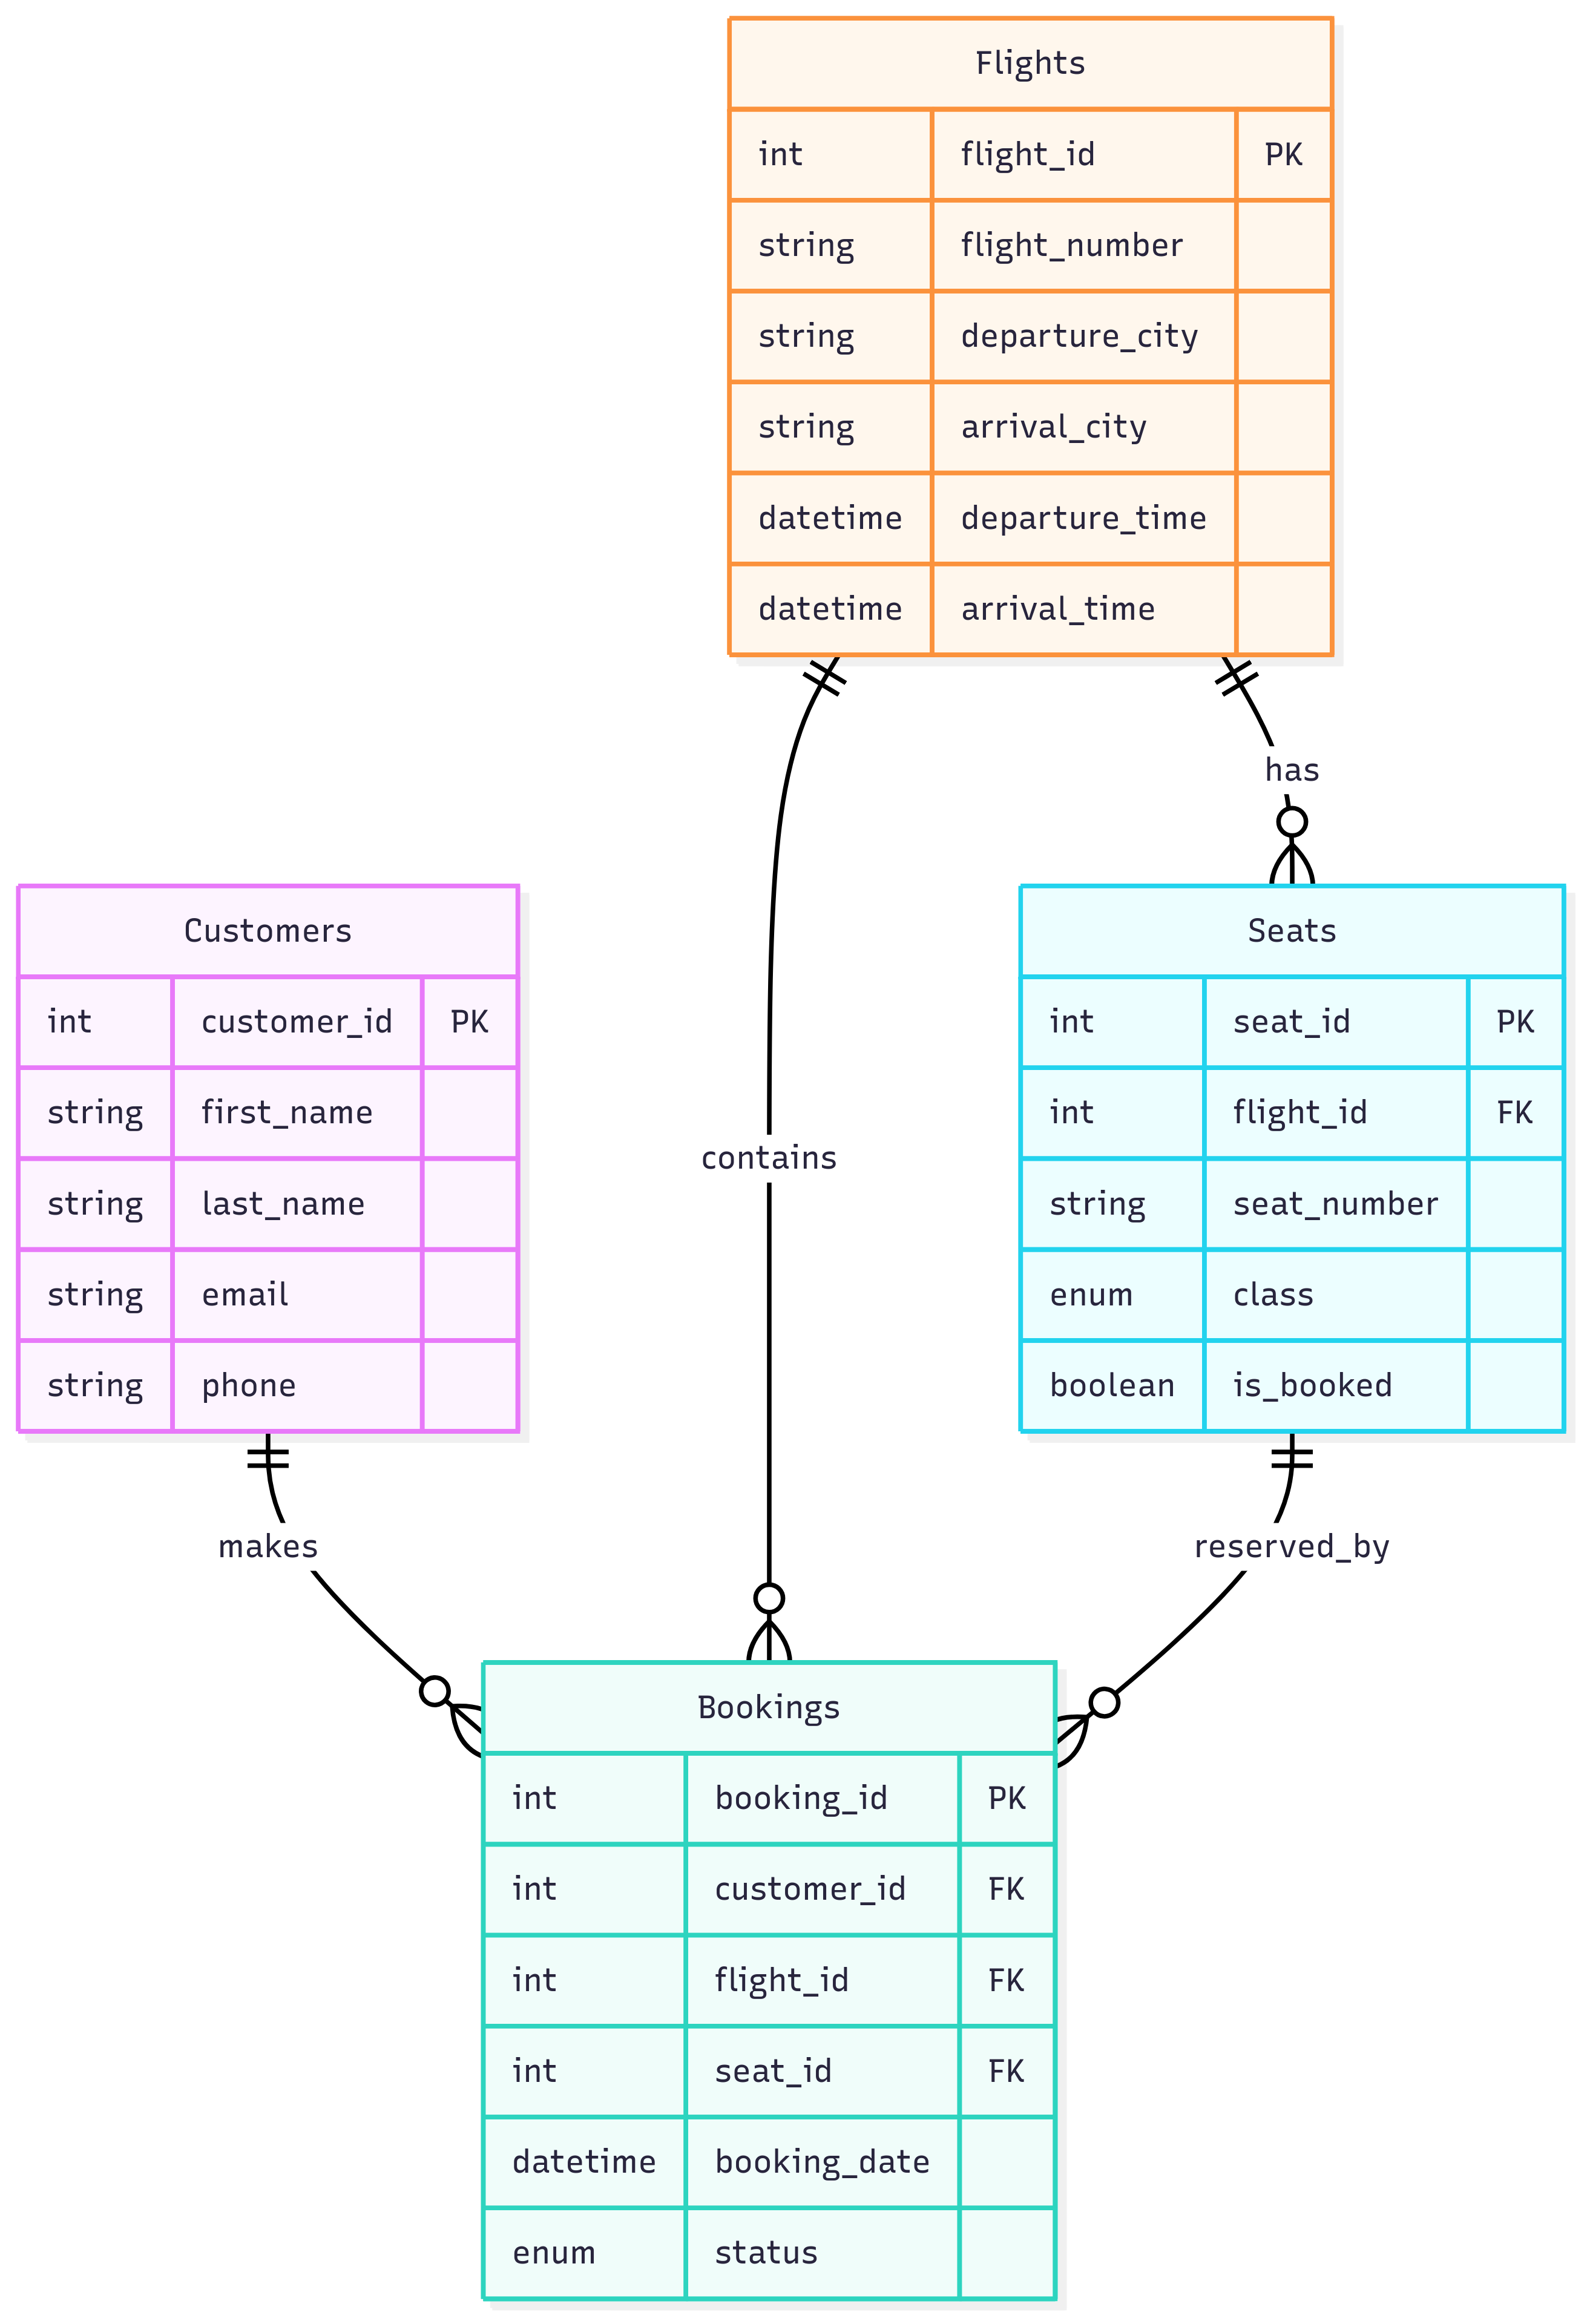 Flights
int flight_id PK
string flight_number
string departure_city
string arrival_city
datetime departure_time
datetime arrival_time
has
Customers
int customer_id PK
string first_name
string last_name
string email
string phone
contains
Seats
int seat_id PK
int flight_id FK
string seat_number
enum class
boolean is_booked
makes
reserved_by
Bookings
int booking_id PK
int customer_id FK
int flight_id FK
int seat_id FK
datetime booking_date
enum status